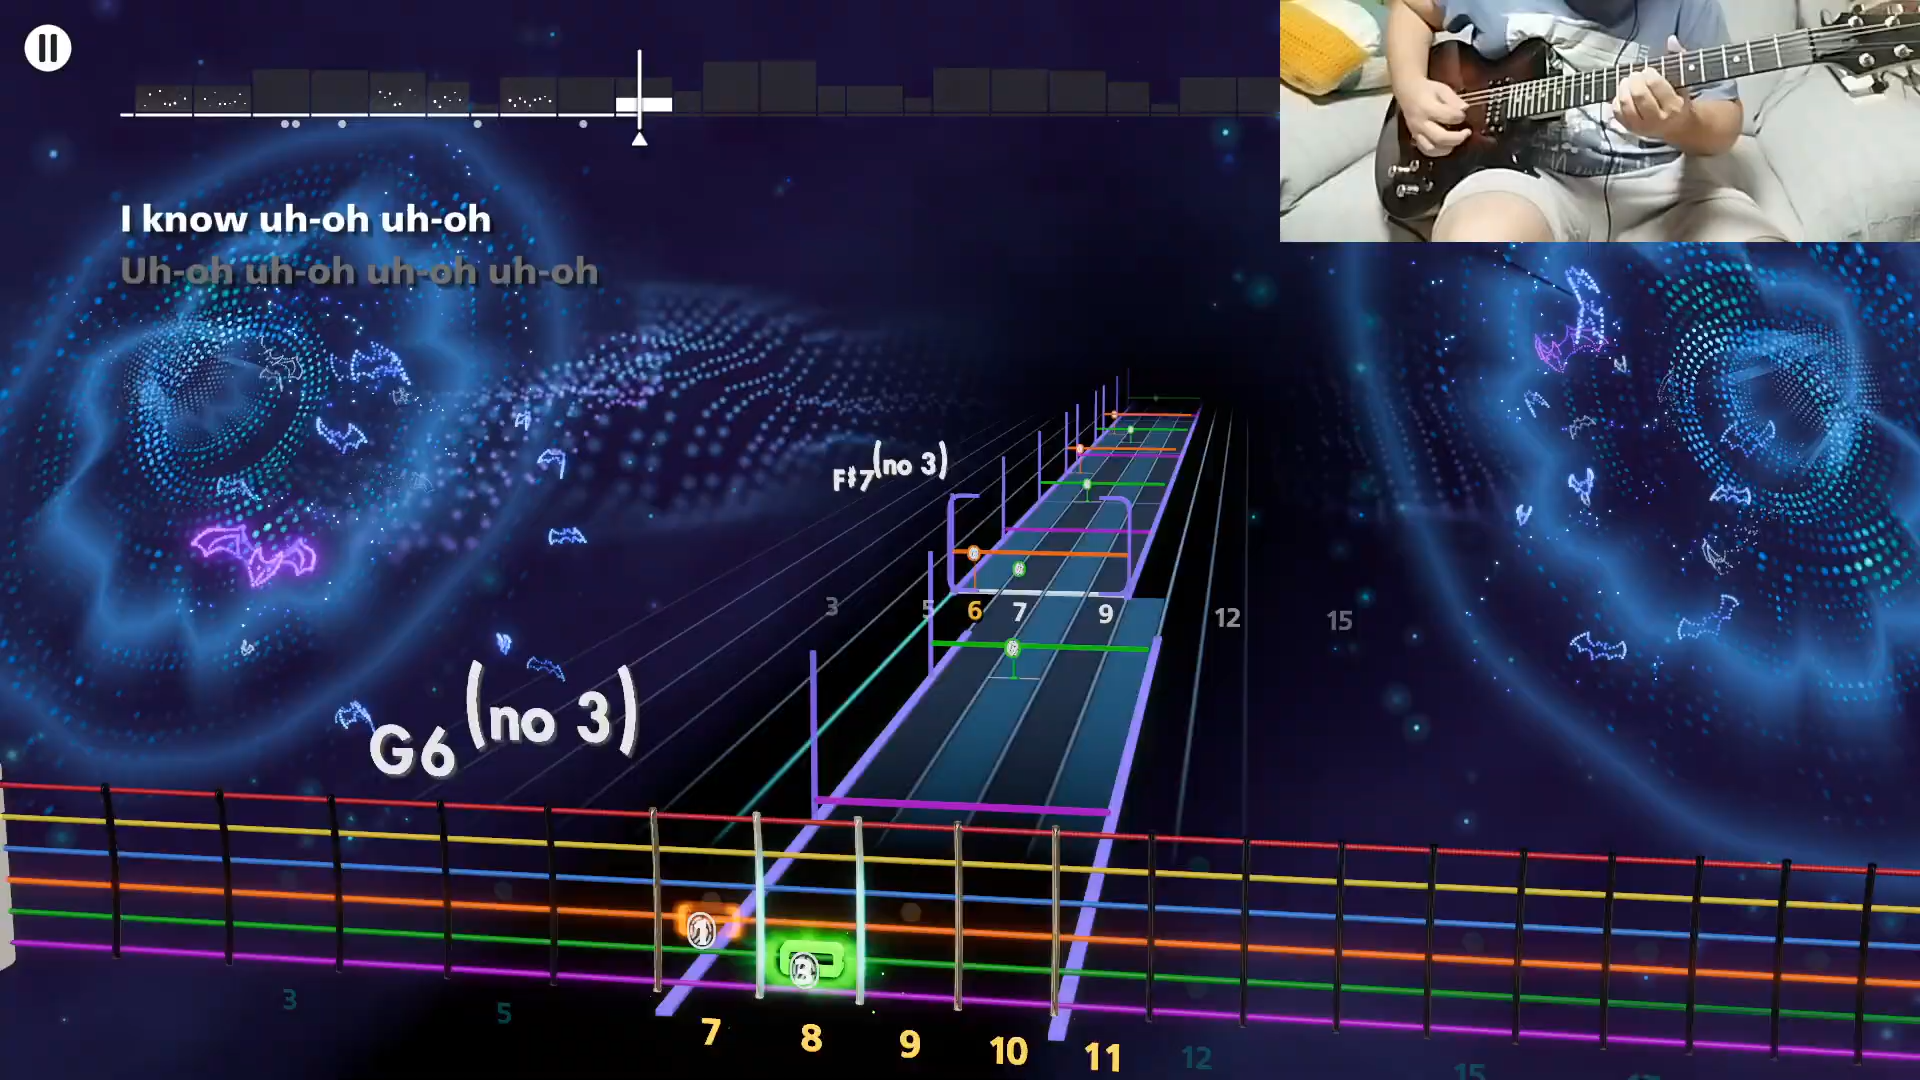 I know uh-oh uh-oh
Uh-oh uh-oh uh-oh uh-oh
F#7(no 3)
3 5 6 7 9 12 15
G6(no 3)
3 5 7 8 9 10 11 12 15